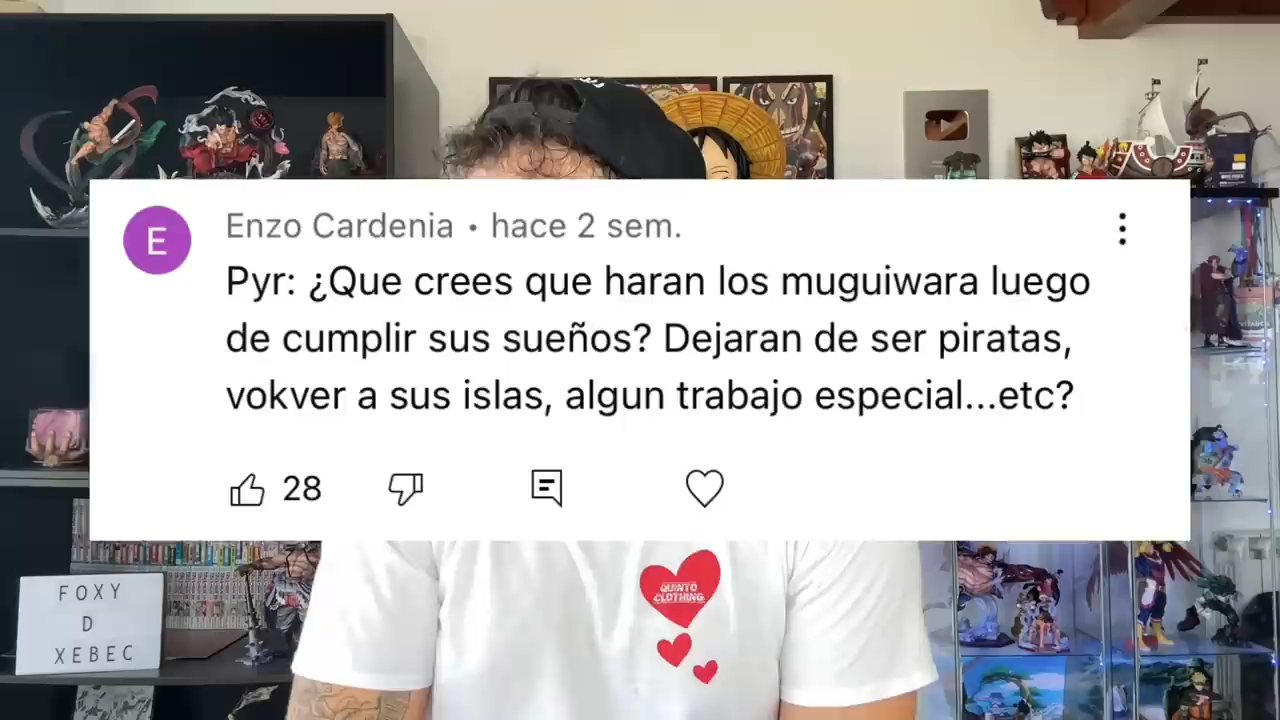 Enzo Cardenia • hace 2 sem.
E
Pyr: ¿Que crees que haran los muguiwara luego
de cumplir sus sueños? Dejaran de ser piratas,
vokver a sus islas, algun trabajo especial...etc?
28
QUINTO
CLOTHING
FOXY
D
XEBEC